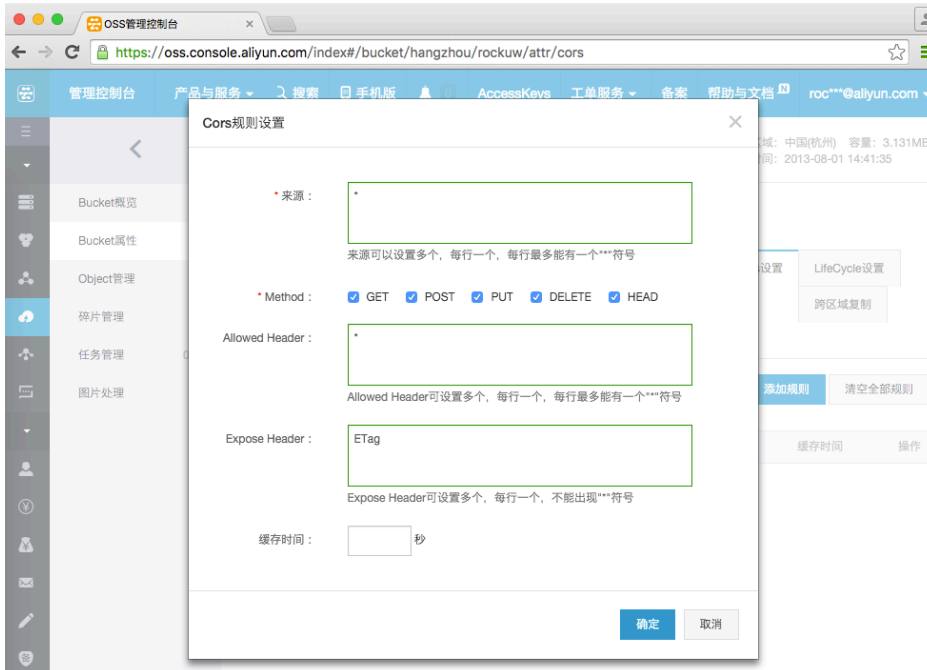 OSS管理控制台
https://oss.console.aliyun.com/index#/bucket/hangzhou/rockuw/attr/cors
管理控制台 产品与服务 搜索 手机版 AccessKeys 工单服务 备案 帮助与文档 N roc***@aliyun.com
Cors规则设置
域: 中国(杭州) 容量: 3.131MB
间: 2013-08-01 14:41:35
Bucket概览
Bucket属性
Object管理
碎片管理
任务管理 0
图片处理
* 来源:
*
来源可以设置多个，每行一个，每行最多能有一个"*"符号
* Method: GET POST PUT DELETE HEAD
Allowed Header:
*
Allowed Header可设置多个，每行一个，每行最多能有一个"*"符号
Expose Header:
ETag
Expose Header可设置多个，每行一个，不能出现"*"符号
缓存时间: 秒
确定 取消
设置 LifeCycle设置
跨区域复制
添加规则 清空全部规则
缓存时间 操作